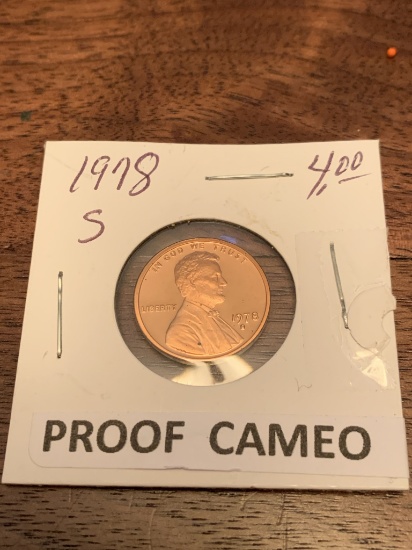 1978
4.00
S
IN GOD WE TRUST
LIBERTY
1978
S
PROOF CAMEO